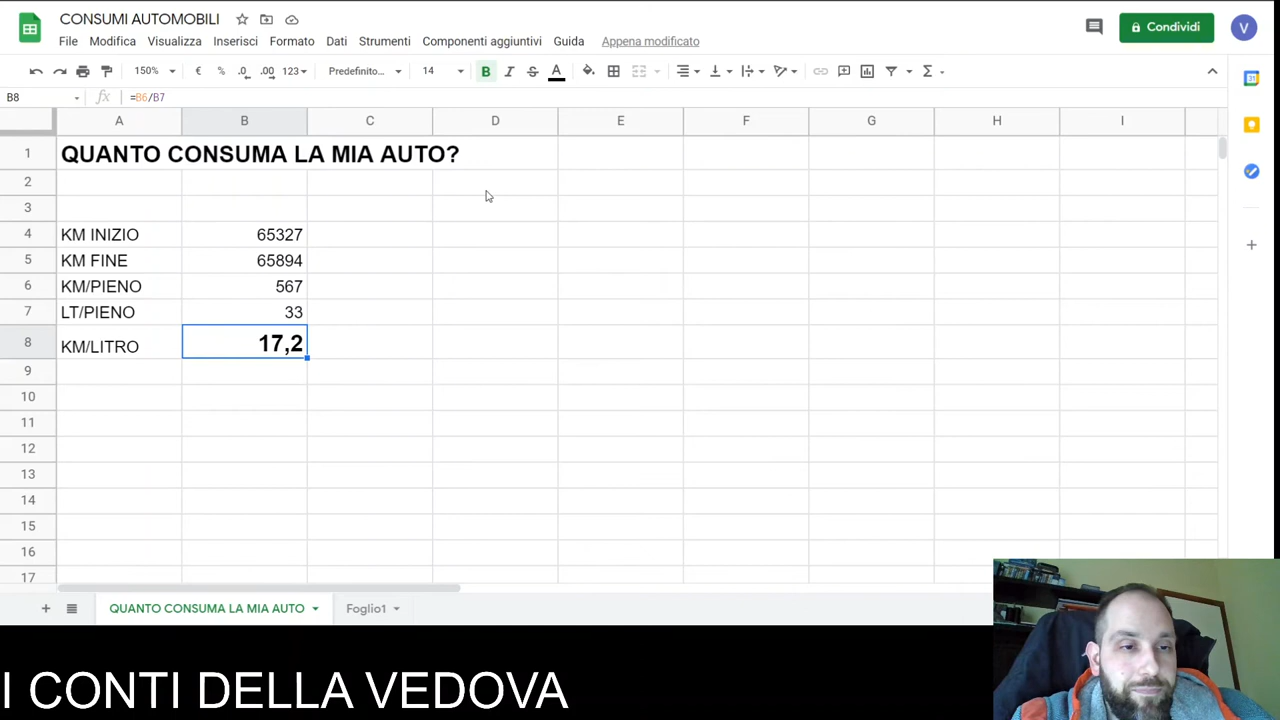 CONSUMI AUTOMOBILI
File Modifica Visualizza Inserisci Formato Dati Strumenti Componenti aggiuntivi Guida Appena modificato
Condividi
V
150% € % .0 .00 123 Predefinito... 14 B I S A Σ
31
B8 fx =B6/B7
A B C D E F G H I
1 QUANTO CONSUMA LA MIA AUTO?
2
3
4 KM INIZIO 65327
5 KM FINE 65894
6 KM/PIENO 567
7 LT/PIENO 33
8 KM/LITRO 17,2
9
10
11
12
13
14
15
16
17
+ QUANTO CONSUMA LA MIA AUTO Foglio1
I CONTI DELLA VEDOVA